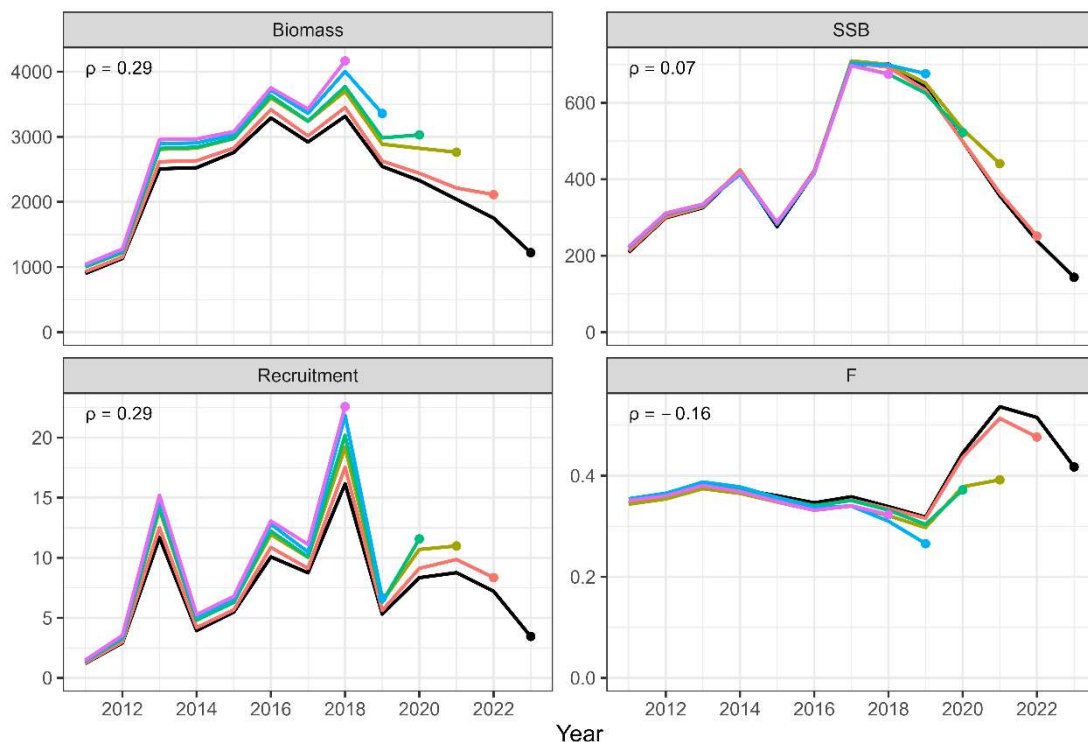 Biomass
SSB
ρ = 0.29
ρ = 0.07
4000
3000
2000
1000
0
600
400
200
0
Recruitment
F
ρ = 0.29
ρ = − 0.16
20
15
10
5
0
0.4
0.2
0.0
2012 2014 2016 2018 2020 2022
2012 2014 2016 2018 2020 2022
Year